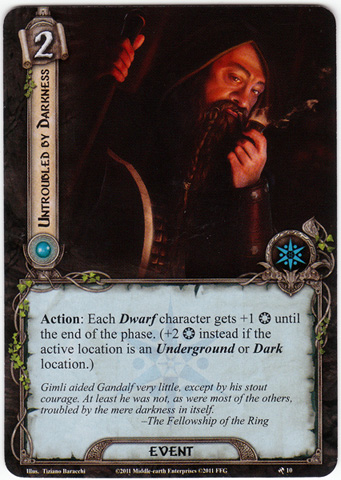 2
UNTROUBLED BY DARKNESS
Action: Each Dwarf character gets +1 until
the end of the phase. (+2 instead if the
active location is an Underground or Dark
location.)
Gimli aided Gandalf very little, except by his stout
courage. At least he was not, as were most of the others,
troubled by the mere darkness in itself.
–The Fellowship of the Ring
EVENT
Illus. Tiziano Baracchi ©2011 Middle-earth Enterprises ©2011 FFG 10